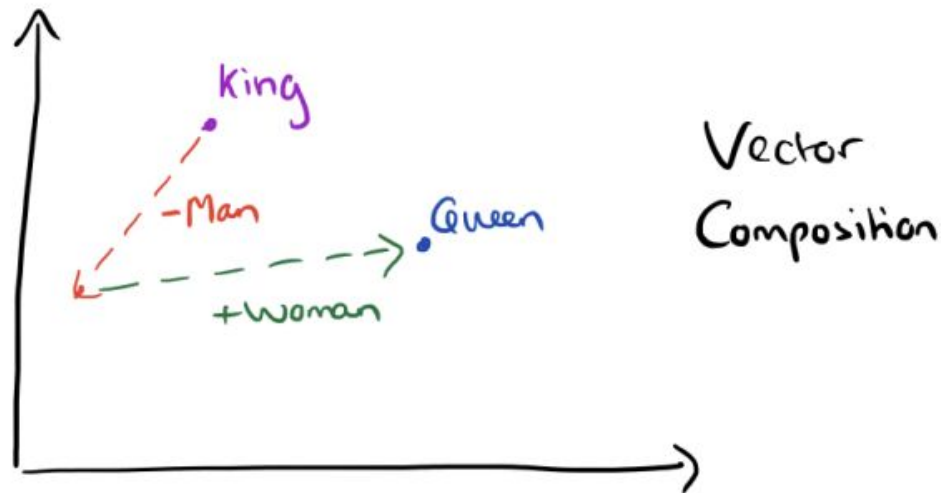 King
-Man
Queen
+Woman
Vector
Composition